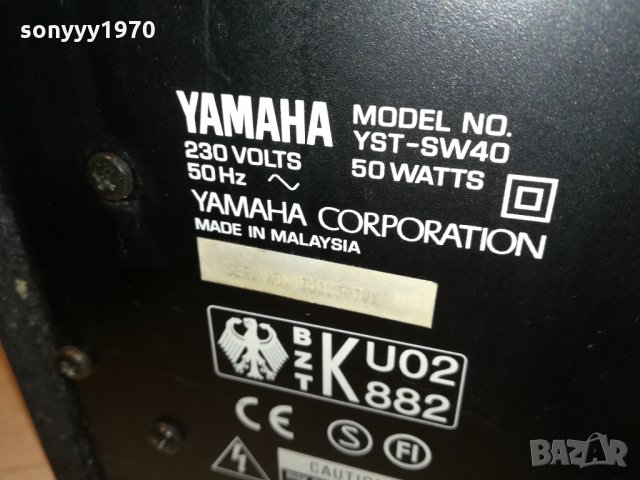 sonyyy1970
YAMAHA
MODEL NO.
YST-SW40
230 VOLTS
50 Hz ~ 50 WATTS
YAMAHA CORPORATION
MADE IN MALAYSIA
BZT K U02
882
CE S FI
CAUTION
BAZAR